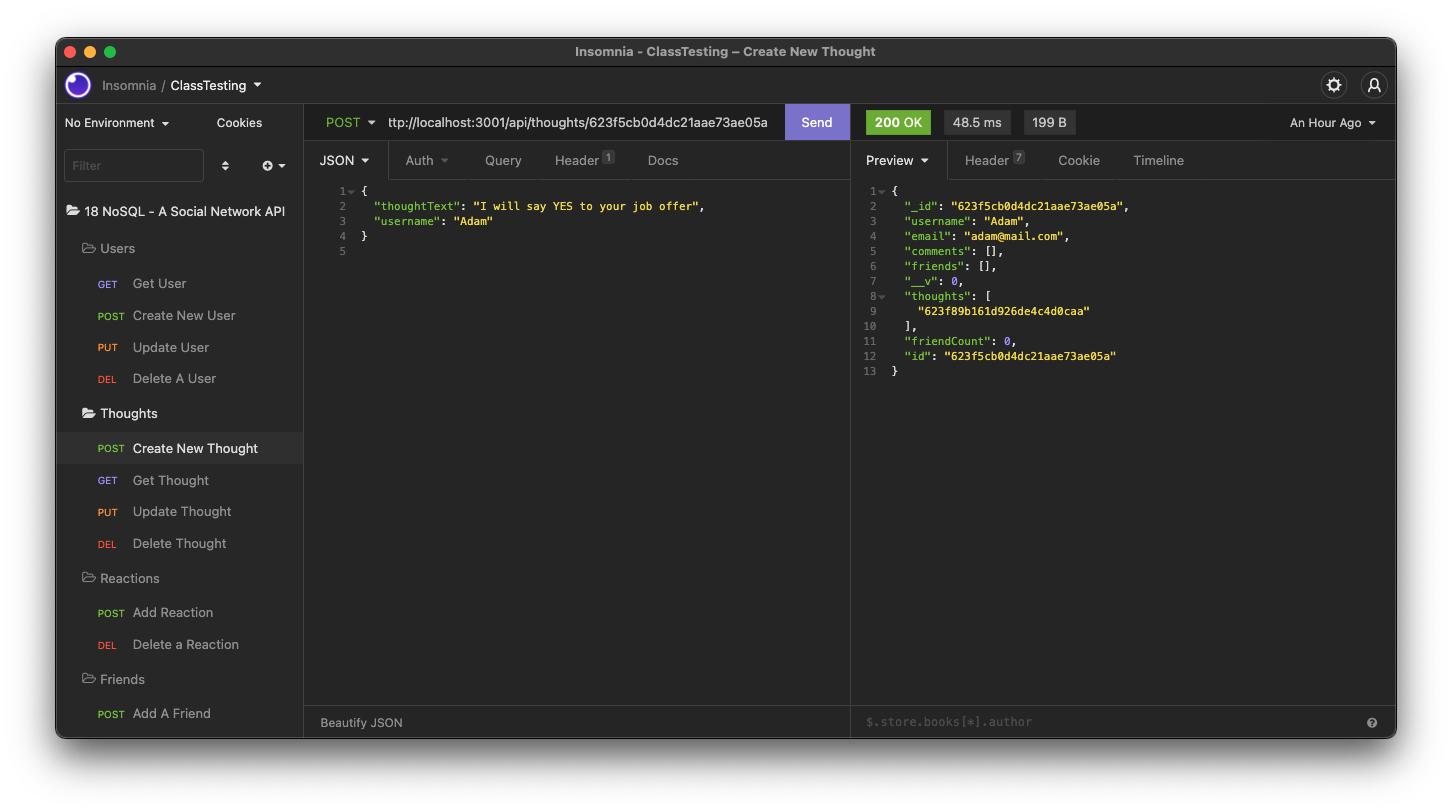 Insomnia - ClassTesting – Create New Thought
Insomnia / ClassTesting
No Environment
Cookies
Filter
18 NoSQL - A Social Network API
Users
GET Get User
POST Create New User
PUT Update User
DEL Delete A User
Thoughts
POST Create New Thought
GET Get Thought
PUT Update Thought
DEL Delete Thought
Reactions
POST Add Reaction
DEL Delete a Reaction
Friends
POST Add A Friend
POST ttp://localhost:3001/api/thoughts/623f5cb0d4dc21aae73ae05a Send
JSON Auth Query Header 1 Docs
1 {
2 "thoughtText": "I will say YES to your job offer",
3 "username": "Adam"
4 }
5
Beautify JSON
200 OK 48.5 ms 199 B An Hour Ago
Preview Header 7 Cookie Timeline
1 {
2 "_id": "623f5cb0d4dc21aae73ae05a",
3 "username": "Adam",
4 "email": "adam@mail.com",
5 "comments": [],
6 "friends": [],
7 "__v": 0,
8 "thoughts": [
9 "623f89b161d926de4c4d0caa"
10 ],
11 "friendCount": 0,
12 "id": "623f5cb0d4dc21aae73ae05a"
13 }
$.store.books[*].author